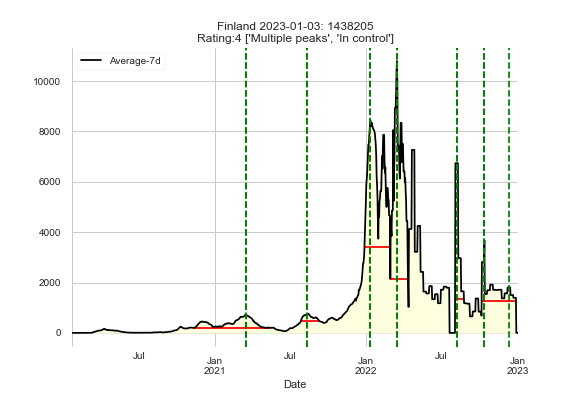 Finland 2023-01-03: 1438205
Rating:4 ['Multiple peaks', 'In control']
Average-7d
10000
8000
6000
4000
2000
0
Jul
Jan
2021
Jul
Jan
2022
Jul
Jan
2023
Date